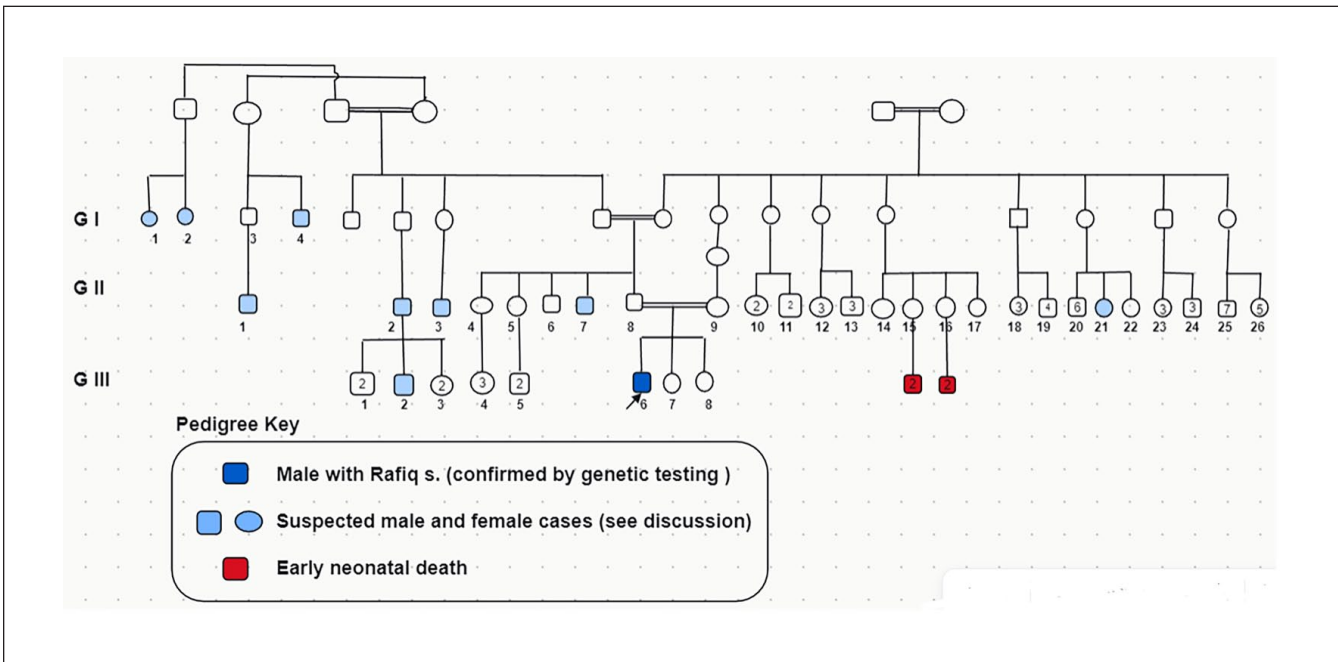 G I
1 2 3 4
G II
2 2 3 3 3 4 6 3 3 7 5
1 2 3 4 5 6 7 8 9 10 11 12 13 14 15 16 17 18 19 20 21 22 23 24 25 26
G III
2 2 3 2 2 2
1 2 3 4 5 6 7 8
Pedigree Key
Male with Rafiq s. (confirmed by genetic testing )
Suspected male and female cases (see discussion)
Early neonatal death